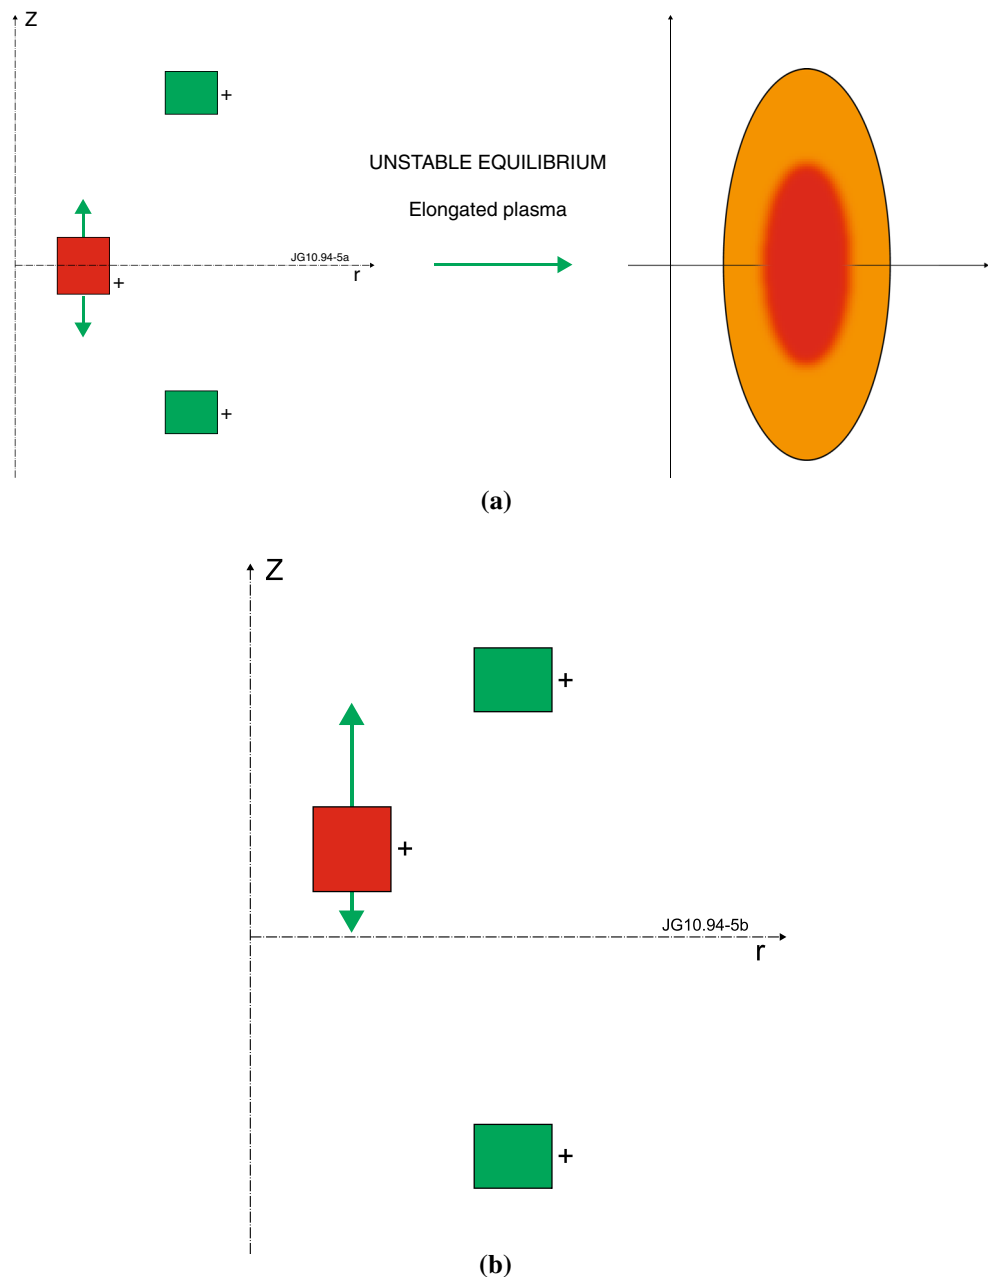 Z
+
UNSTABLE EQUILIBRIUM
Elongated plasma
JG10.94-5a
r
+
+
(a)
Z
+
+
JG10.94-5b
r
+
(b)